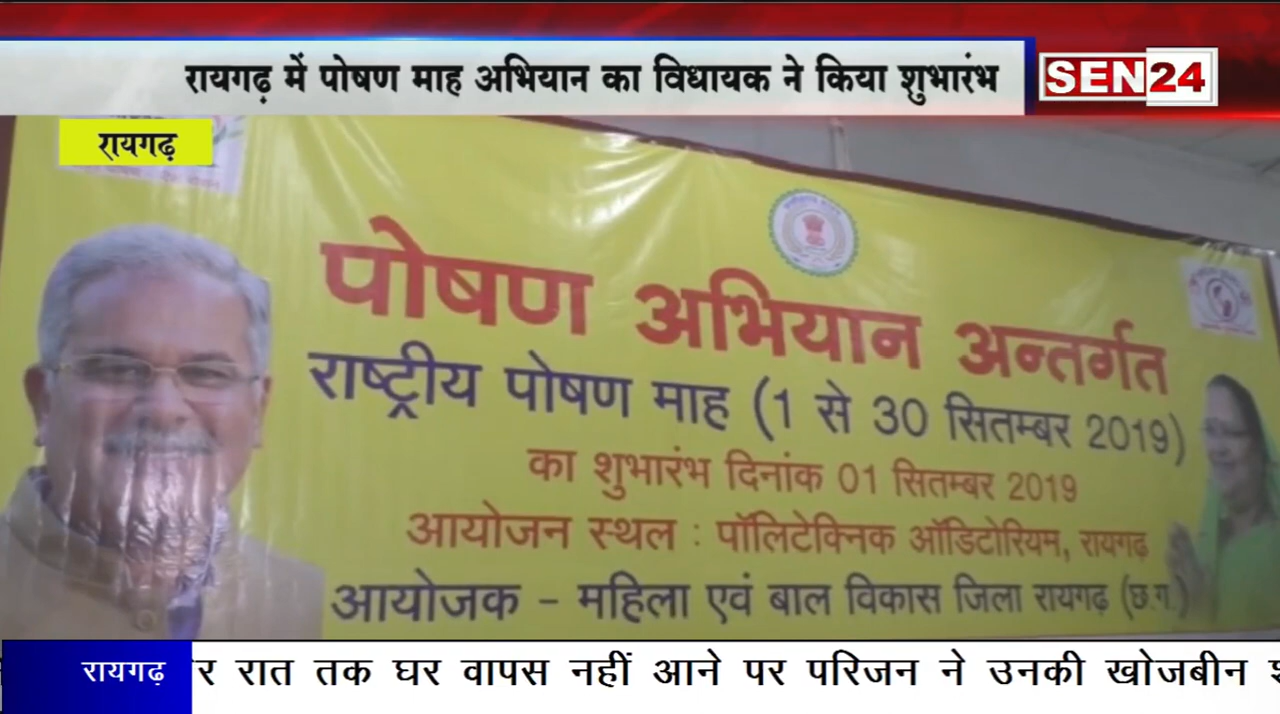 रायगढ़ में पोषण माह अभियान का विधायक ने किया शुभारंभ
SEN24
रायगढ़
पोषण अभियान अन्तर्गत
राष्ट्रीय पोषण माह (1 से 30 सितम्बर 2019)
का शुभारंभ दिनांक 01 सितम्बर 2019
आयोजन स्थल : पॉलिटेक्निक ऑडिटोरियम, रायगढ़
आयोजक - महिला एवं बाल विकास जिला रायगढ़ (छ.ग.)
रायगढ़
र रात तक घर वापस नहीं आने पर परिजन ने उनकी खोजबीन